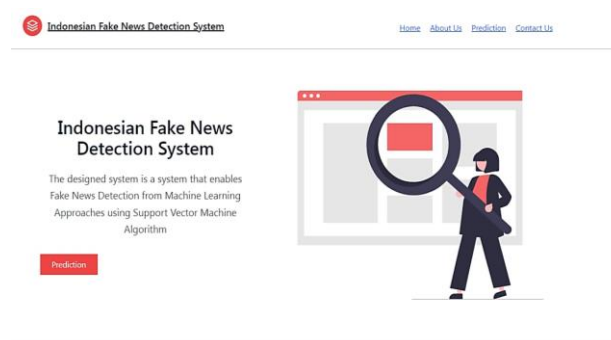 Indonesian Fake News Detection System
Home About Us Prediction Contact Us
Indonesian Fake News
Detection System
The designed system is a system that enables
Fake News Detection from Machine Learning
Approaches using Support Vector Machine
Algorithm
Prediction